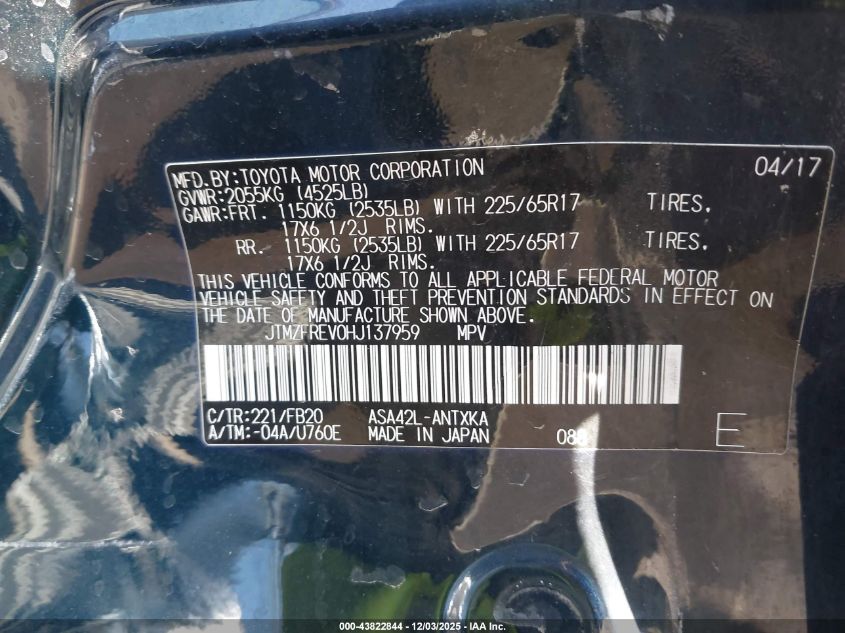 MFD.BY:TOYOTA MOTOR CORPORATION 04/17
GVWR:2055KG (4525LB)
GAWR:FRT. 1150KG (2535LB) WITH 225/65R17 TIRES.
17X6 1/2J RIMS.
RR. 1150KG (2535LB) WITH 225/65R17 TIRES.
17X6 1/2J RIMS.
THIS VEHICLE CONFORMS TO ALL APPLICABLE FEDERAL MOTOR
VEHICLE SAFETY AND THEFT PREVENTION STANDARDS IN EFFECT ON
THE DATE OF MANUFACTURE SHOWN ABOVE.
JTMZFREV0HJ137959 MPV
C/TR:221/FB20 ASA42L-ANTXKA
A/TM:-04A/U760E MADE IN JAPAN E
000-43822844 - 12/03/2025 - IAA Inc.